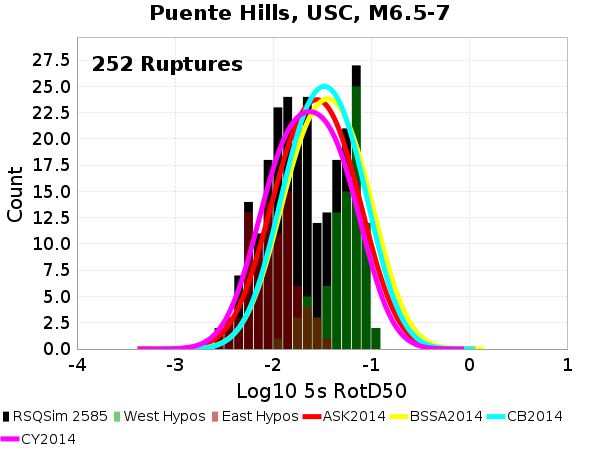 Puente Hills, USC, M6.5-7
252 Ruptures
27.5
25.0
22.5
20.0
17.5
15.0
12.5
10.0
7.5
5.0
2.5
0.0
Count
-4 -3 -2 -1 0 1
Log10 5s RotD50
RSQSim 2585 West Hypos East Hypos ASK2014 BSSA2014 CB2014
CY2014